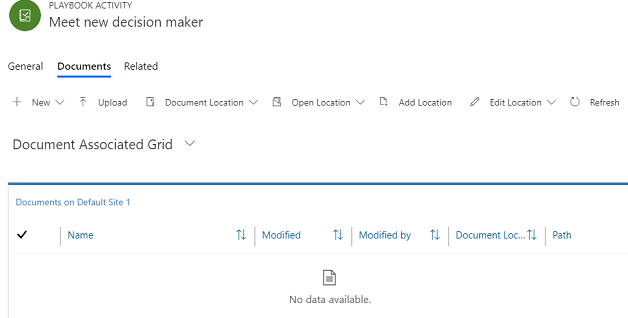 PLAYBOOK ACTIVITY
Meet new decision maker
General Documents Related
New Upload Document Location Open Location Add Location Edit Location Refresh
Document Associated Grid
Documents on Default Site 1
Name Modified Modified by Document Loc... Path
No data available.